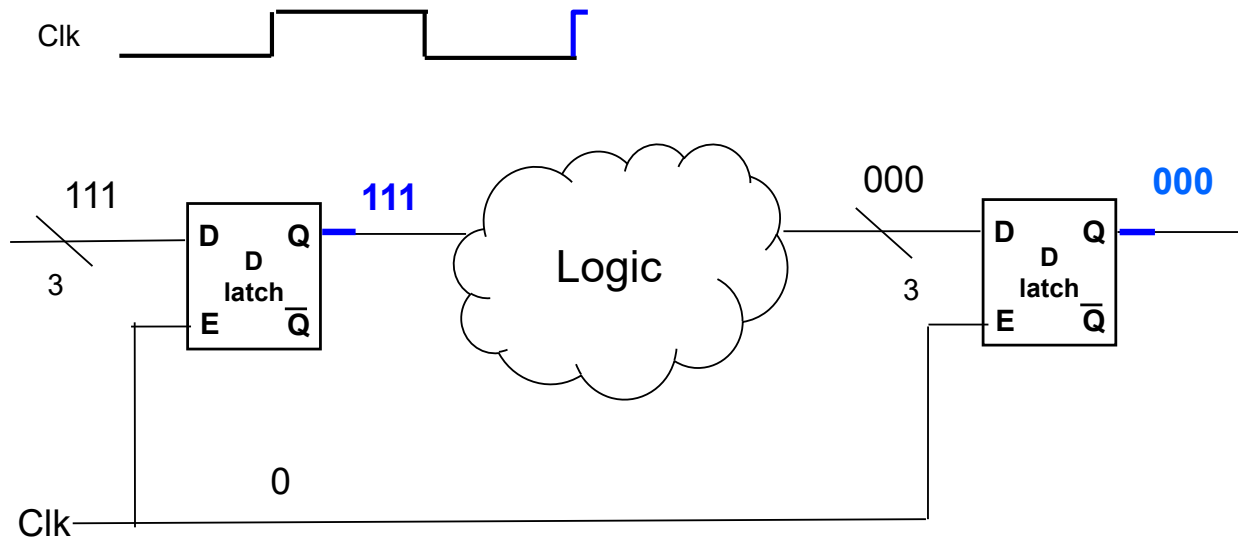 Clk
111
3
D Q
D
latch
E Q̅
111
Logic
000
3
D Q
D
latch
E Q̅
000
0
Clk